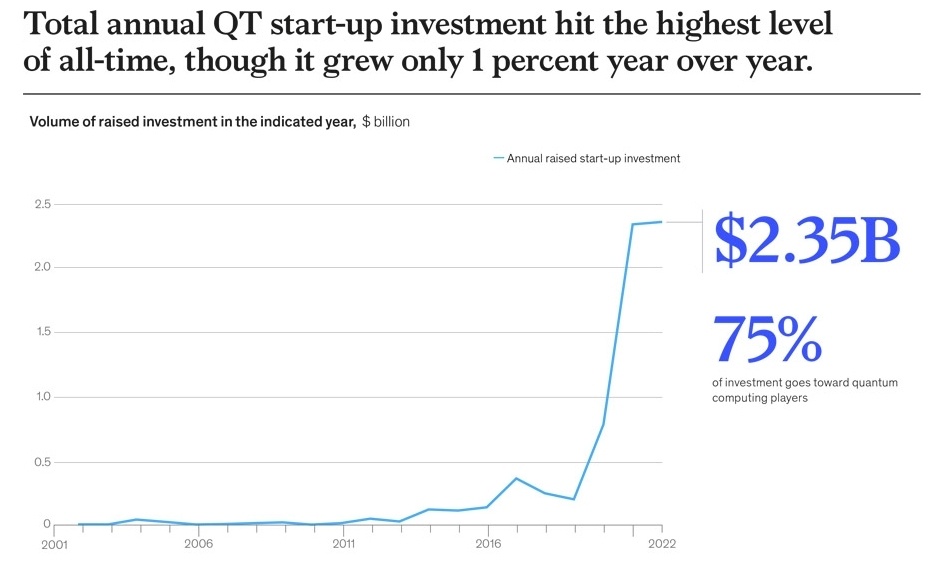 Total annual QT start-up investment hit the highest level
of all-time, though it grew only 1 percent year over year.
Volume of raised investment in the indicated year, $ billion
Annual raised start-up investment
2.5
2.0
1.5
1.0
0.5
0
2001
2006
2011
2016
2022
$2.35B
75%
of investment goes toward quantum
computing players